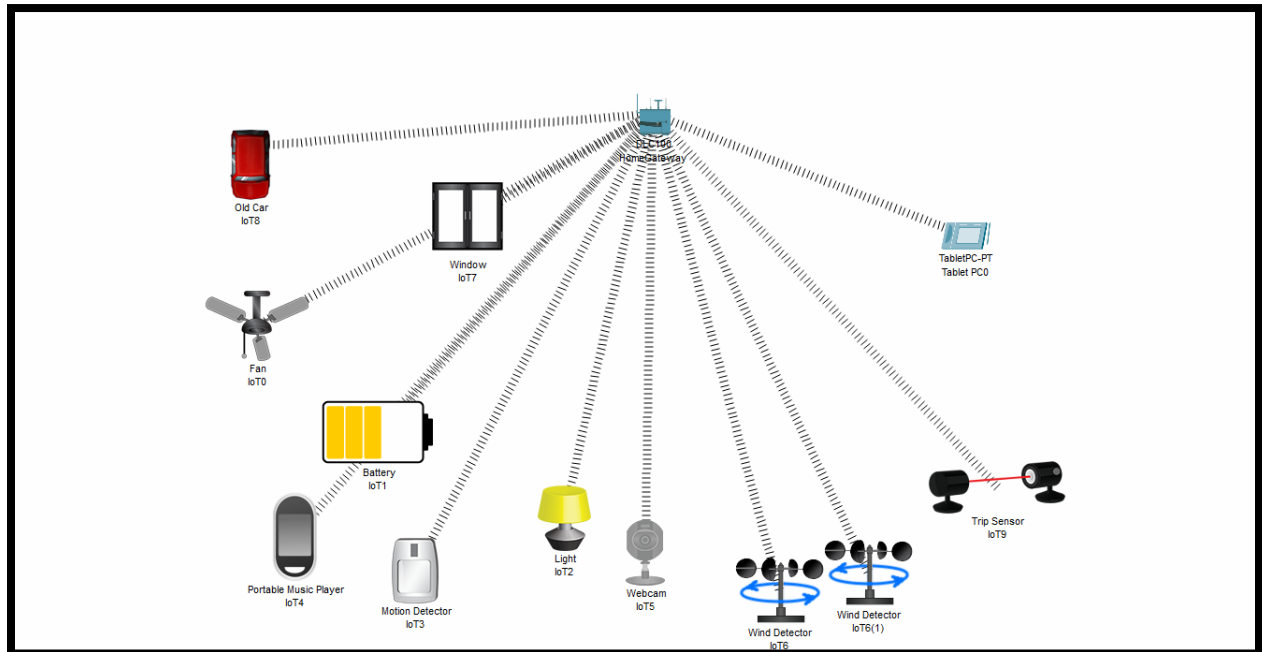 DLC100
HomeGateway
Old Car
IoT8
Window
IoT7
TabletPC-PT
Tablet PC0
Fan
IoT0
Battery
IoT1
Trip Sensor
IoT9
Light
IoT2
Portable Music Player
IoT4
Webcam
IoT5
Motion Detector
IoT3
Wind Detector
IoT6(1)
Wind Detector
IoT6